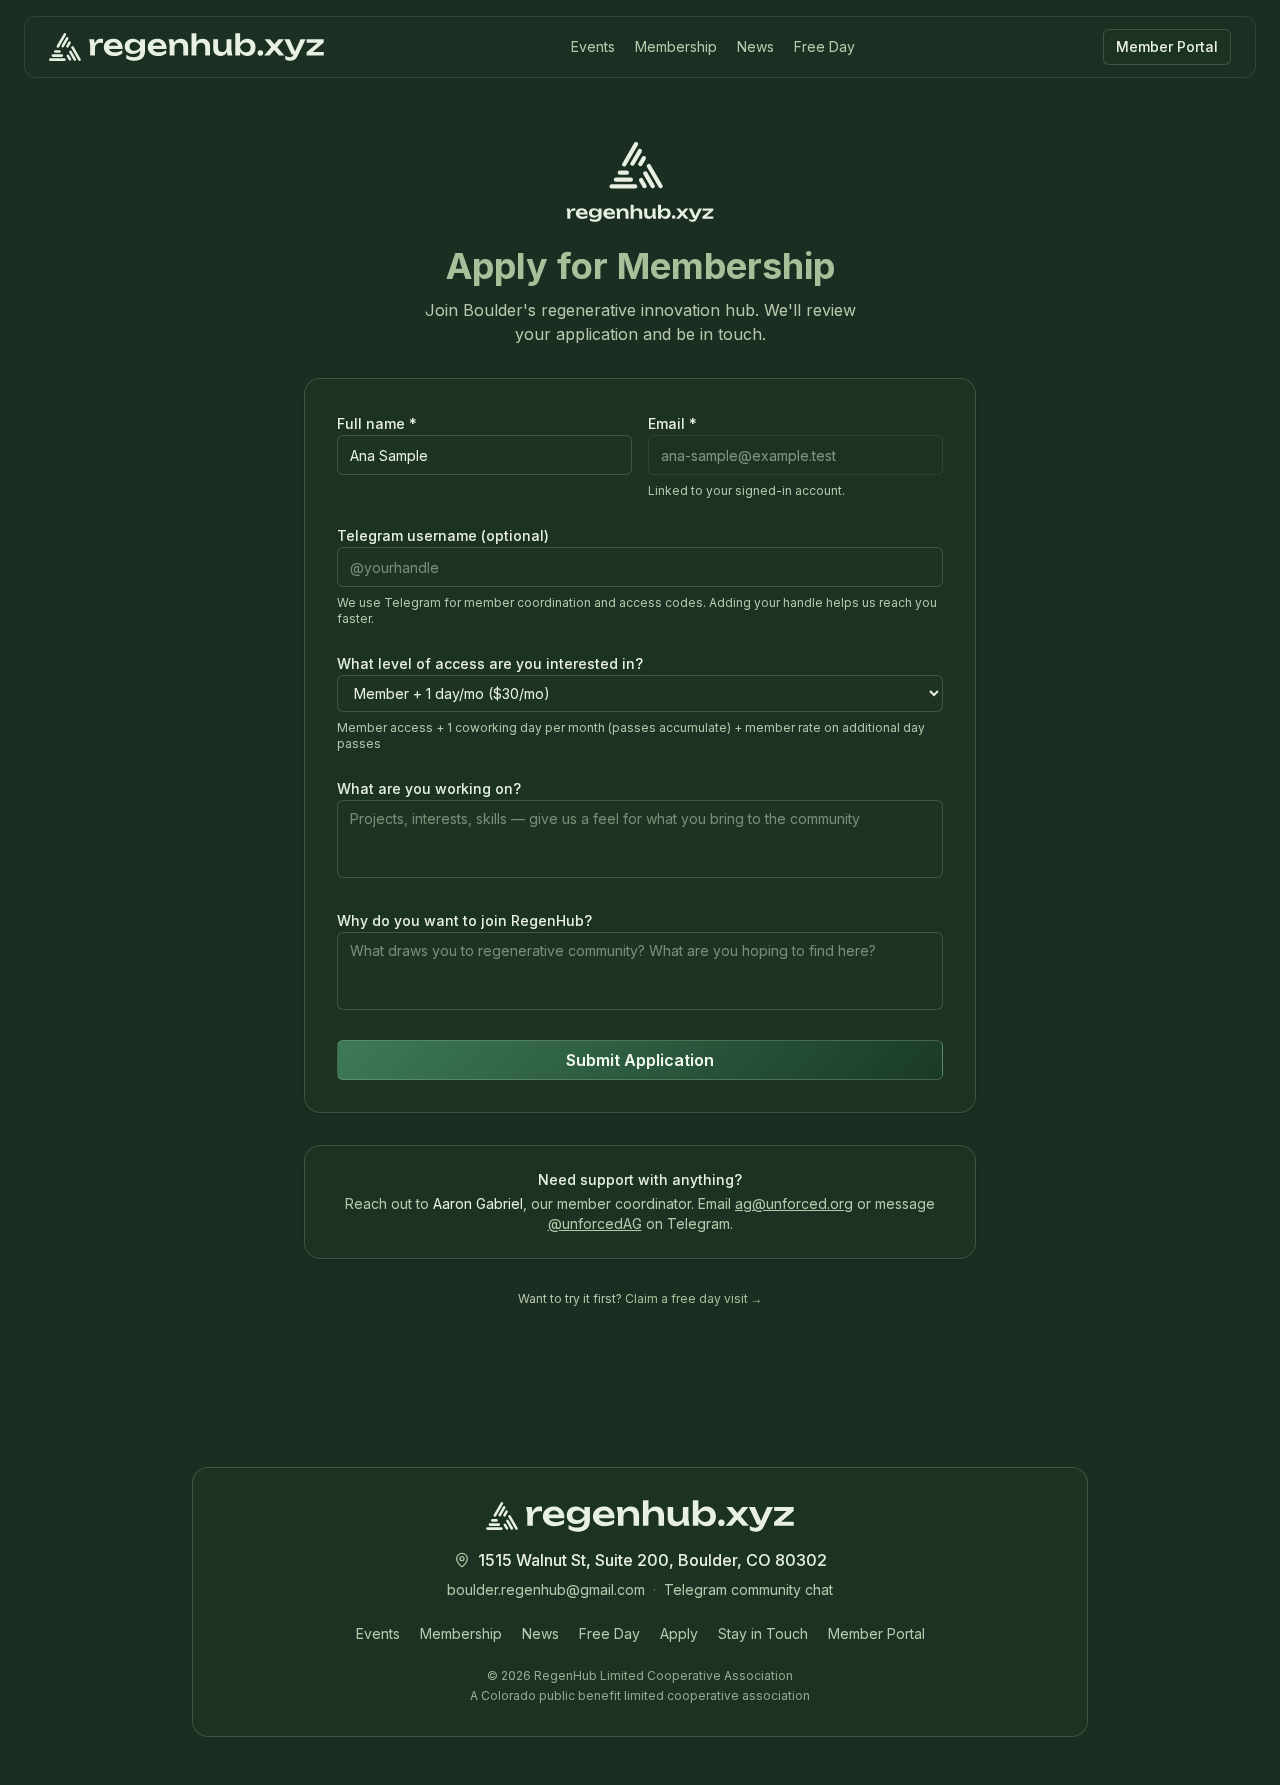 regenhub.xyz
Events Membership News Free Day
Member Portal
regenhub.xyz
Apply for Membership
Join Boulder's regenerative innovation hub. We'll review
your application and be in touch.
Full name *
Ana Sample
Email *
ana-sample@example.test
Linked to your signed-in account.
Telegram username (optional)
@yourhandle
We use Telegram for member coordination and access codes. Adding your handle helps us reach you
faster.
What level of access are you interested in?
Member + 1 day/mo ($30/mo)
Member access + 1 coworking day per month (passes accumulate) + member rate on additional day
passes
What are you working on?
Projects, interests, skills — give us a feel for what you bring to the community
Why do you want to join RegenHub?
What draws you to regenerative community? What are you hoping to find here?
Submit Application
Need support with anything?
Reach out to Aaron Gabriel, our member coordinator. Email ag@unforced.org or message
@unforcedAG on Telegram.
Want to try it first? Claim a free day visit →
regenhub.xyz
1515 Walnut St, Suite 200, Boulder, CO 80302
boulder.regenhub@gmail.com · Telegram community chat
Events Membership News Free Day Apply Stay in Touch Member Portal
© 2026 RegenHub Limited Cooperative Association
A Colorado public benefit limited cooperative association